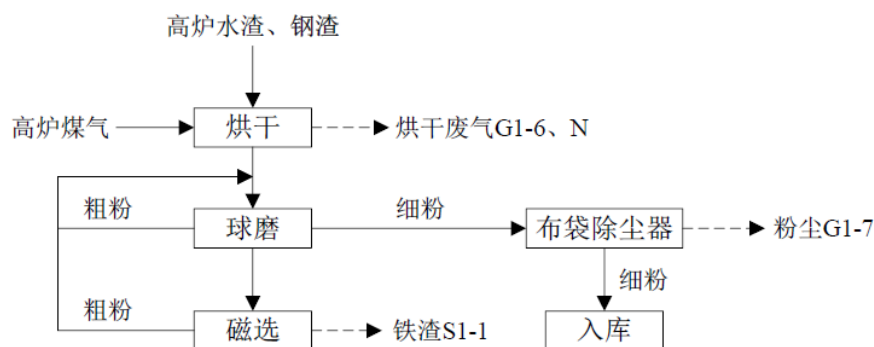 高炉水渣、钢渣
高炉煤气
烘干
烘干废气G1-6、N
粗粉
球磨
细粉
布袋除尘器
粉尘G1-7
细粉
粗粉
磁选
铁渣S1-1
入库